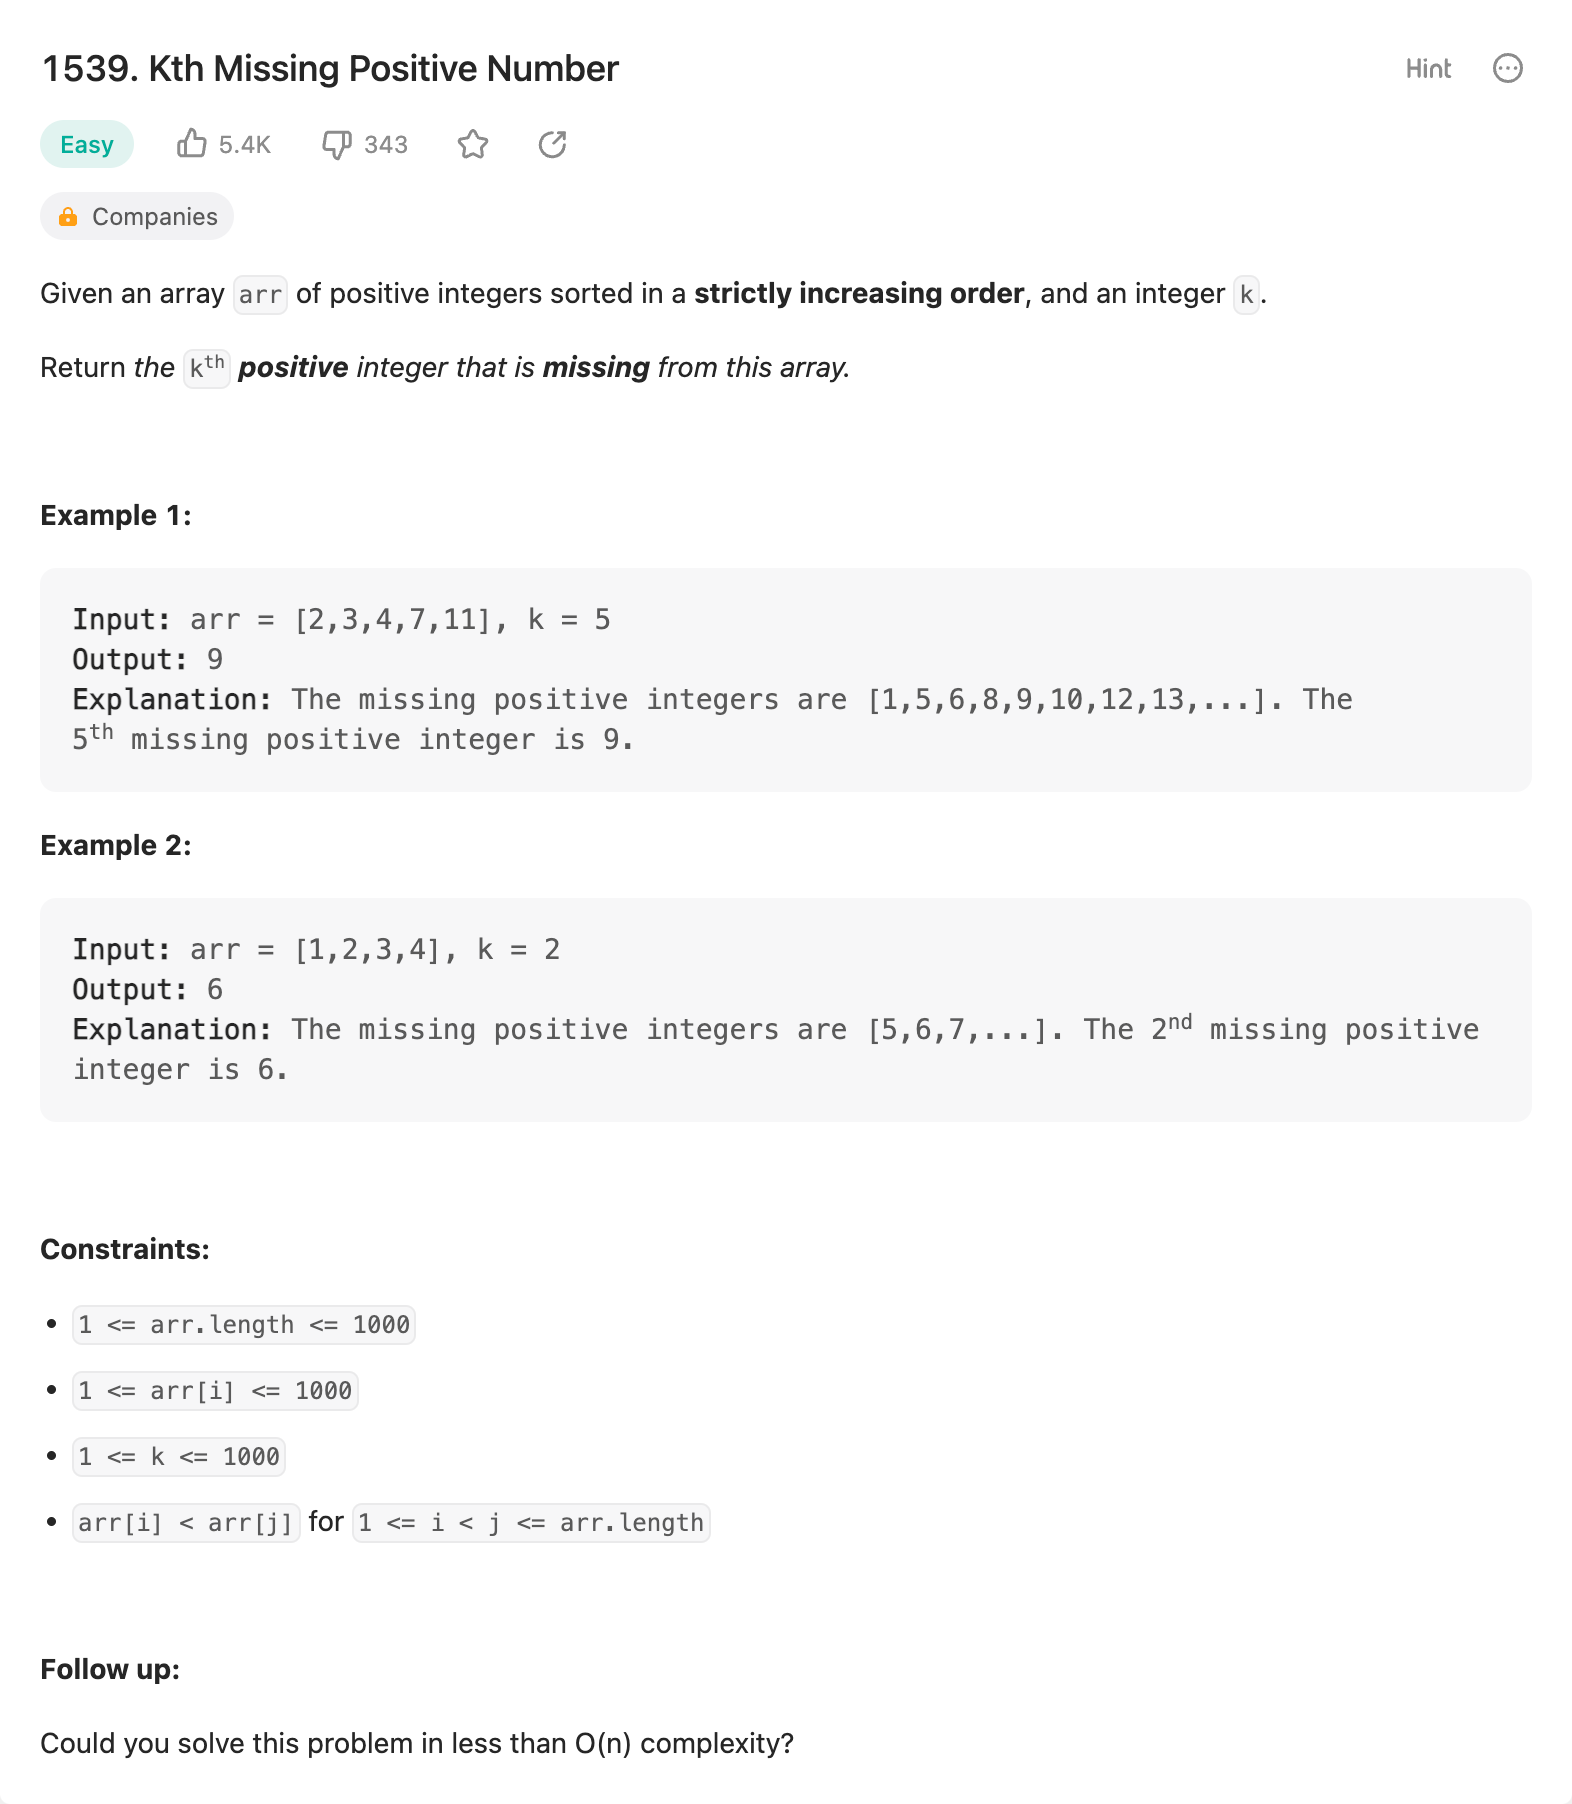 1539. Kth Missing Positive Number
Hint
Easy 5.4K 343
Companies
Given an array arr of positive integers sorted in a strictly increasing order, and an integer k.
Return the kth positive integer that is missing from this array.
Example 1:
Input: arr = [2,3,4,7,11], k = 5
Output: 9
Explanation: The missing positive integers are [1,5,6,8,9,10,12,13,...]. The
5th missing positive integer is 9.
Example 2:
Input: arr = [1,2,3,4], k = 2
Output: 6
Explanation: The missing positive integers are [5,6,7,...]. The 2nd missing positive
integer is 6.
Constraints:
• 1 <= arr.length <= 1000
• 1 <= arr[i] <= 1000
• 1 <= k <= 1000
• arr[i] < arr[j] for 1 <= i < j <= arr.length
Follow up:
Could you solve this problem in less than O(n) complexity?